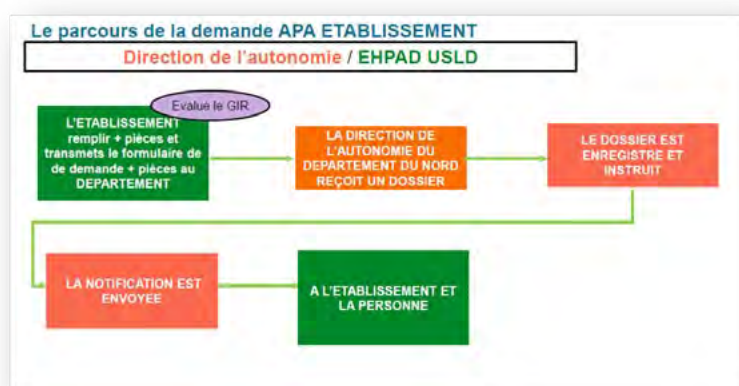 Le parcours de la demande APA ETABLISSEMENT
Direction de l'autonomie / EHPAD USLD
Evalue le GIR
L'ETABLISSEMENT
remplir + pièces et
transmets le formulaire de
de demande + pièces au
DEPARTEMENT
LA DIRECTION DE
L'AUTONOMIE DU
DEPARTEMENT DU NORD
REÇOIT UN DOSSIER
LE DOSSIER EST
ENREGISTRE ET
INSTRUIT
LA NOTIFICATION EST
ENVOYEE
A L'ETABLISSEMENT ET
LA PERSONNE